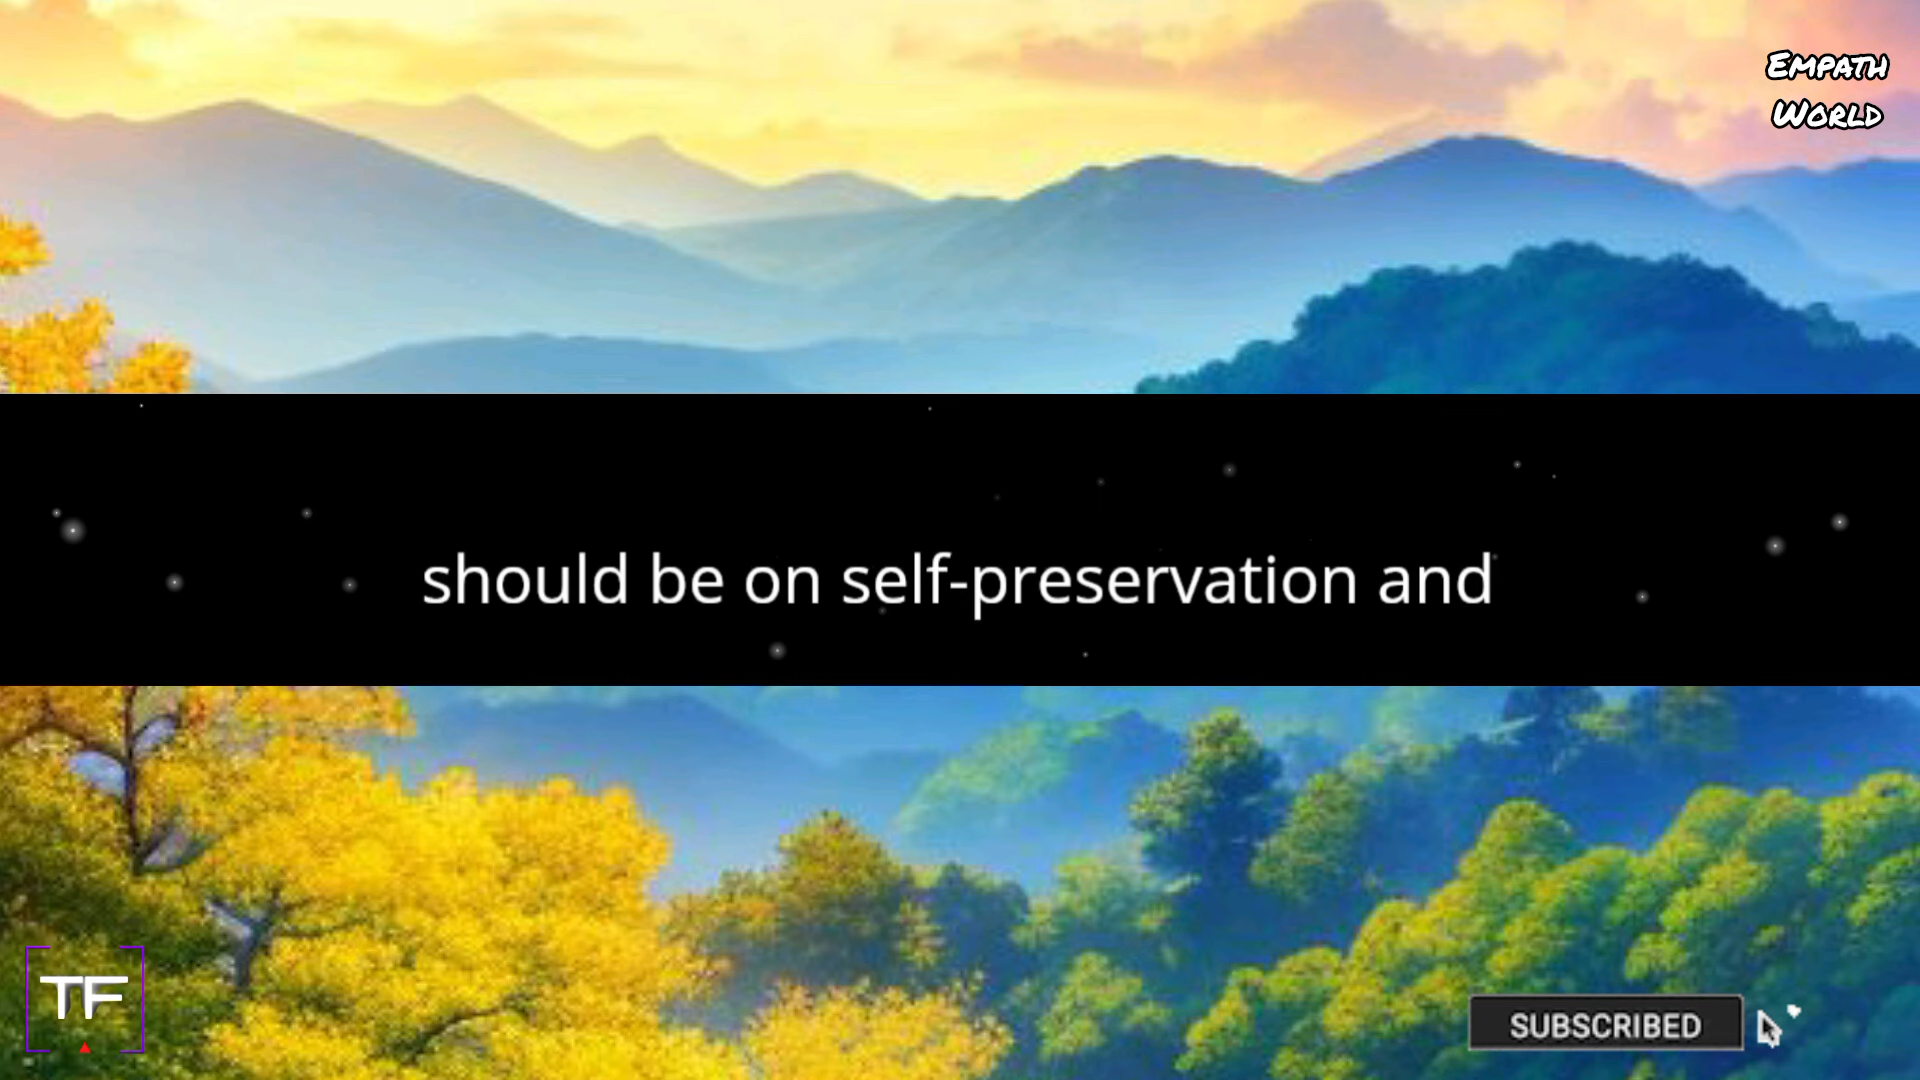 EMPATH
WORLD
should be on self-preservation and
TF
SUBSCRIBED